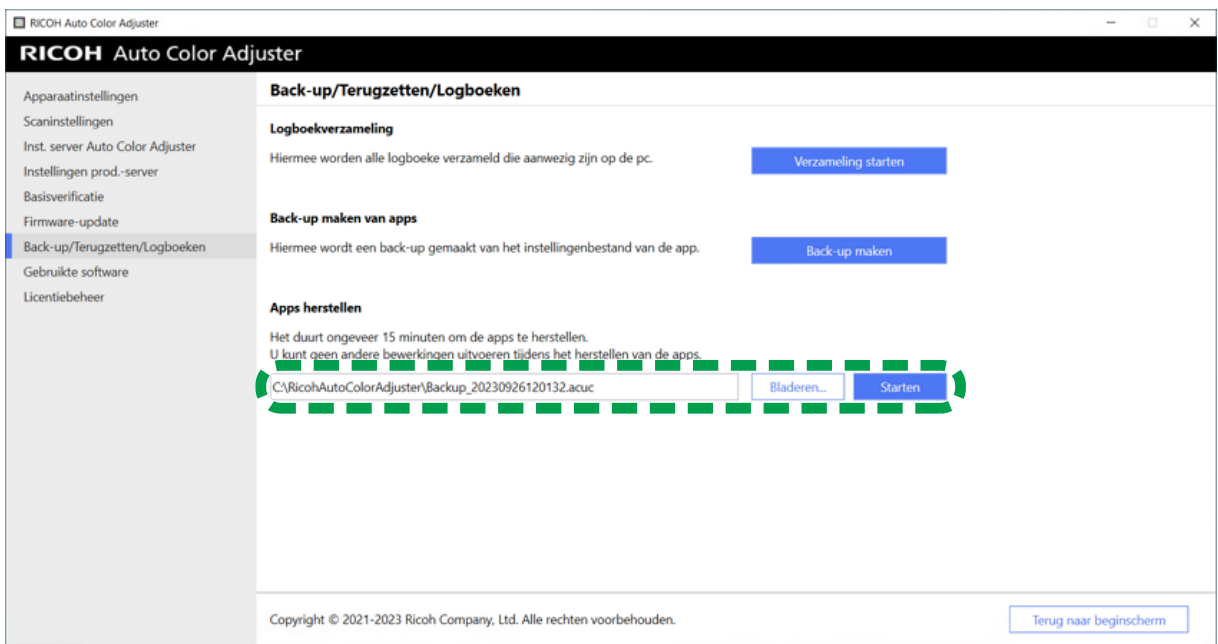 RICOH Auto Color Adjuster
RICOH Auto Color Adjuster
Apparaatinstellingen
Scaninstellingen
Inst. server Auto Color Adjuster
Instellingen prod.-server
Basisverificatie
Firmware-update
Back-up/Terugzetten/Logboeken
Gebruikte software
Licentiebeheer
Back-up/Terugzetten/Logboeken
Logboekverzameling
Hiermee worden alle logboeke verzameld die aanwezig zijn op de pc.
Verzameling starten
Back-up maken van apps
Hiermee wordt een back-up gemaakt van het instellingenbestand van de app.
Back-up maken
Apps herstellen
Het duurt ongeveer 15 minuten om de apps te herstellen.
U kunt geen andere bewerkingen uitvoeren tijdens het herstellen van de apps.
C:\RicohAutoColorAdjuster\Backup_20230926120132.acuc
Bladeren...
Starten
Copyright © 2021-2023 Ricoh Company, Ltd. Alle rechten voorbehouden.
Terug naar beginscherm